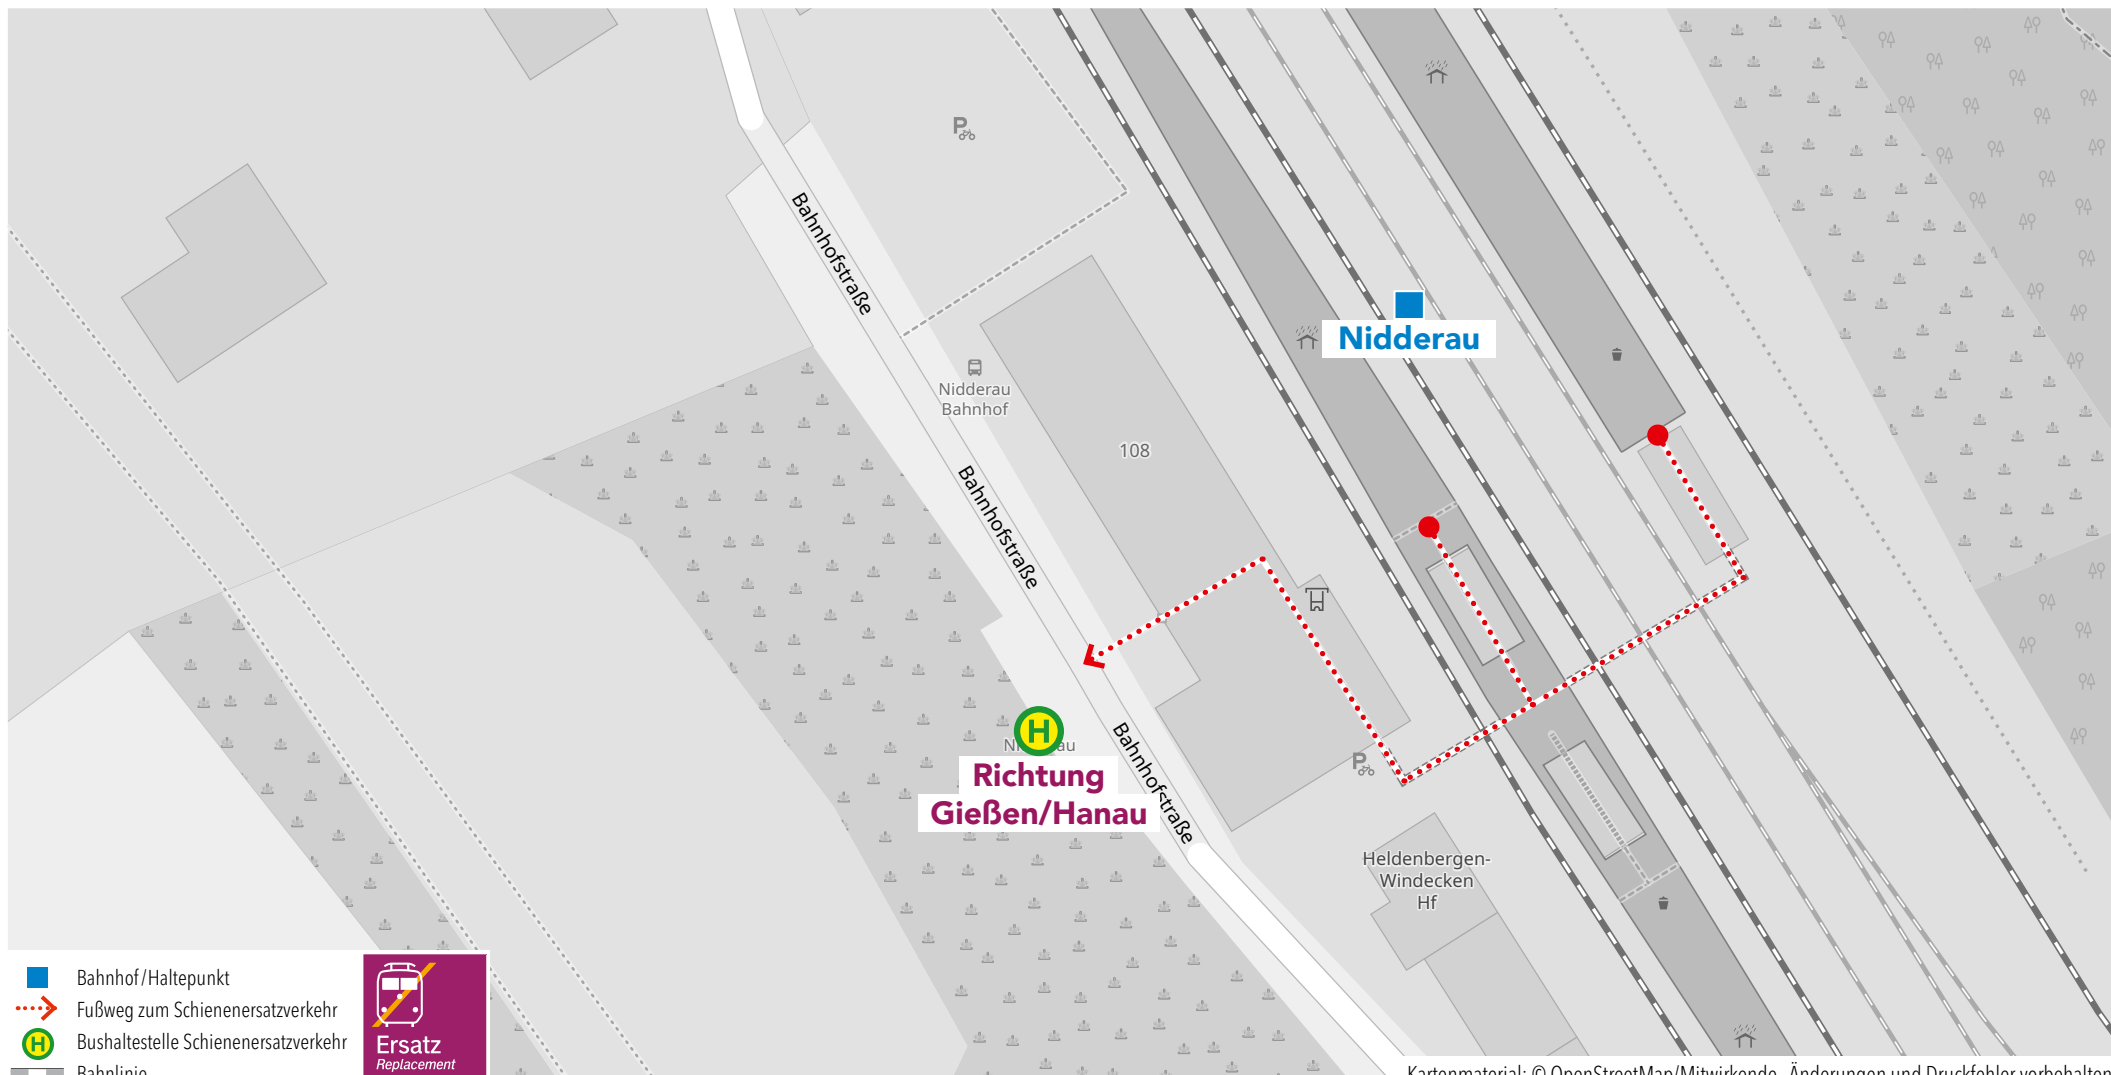 Bahnhofstraße
Nidderau
Nidderau
Bahnhof
108
Bahnhofstraße
H
Richtung
Gießen/Hanau
Bahnhofstraße
P
P
Heldenbergen-
Windecken
Hf
Bahnhof/Haltepunkt
Fußweg zum Schienenersatzverkehr
H Bushaltestelle Schienenersatzverkehr
Bahnlinie
Ersatz
Replacement
Kartenmaterial: © OpenStreetMap/Mitwirkende Änderungen und Druckfehler vorbehalten